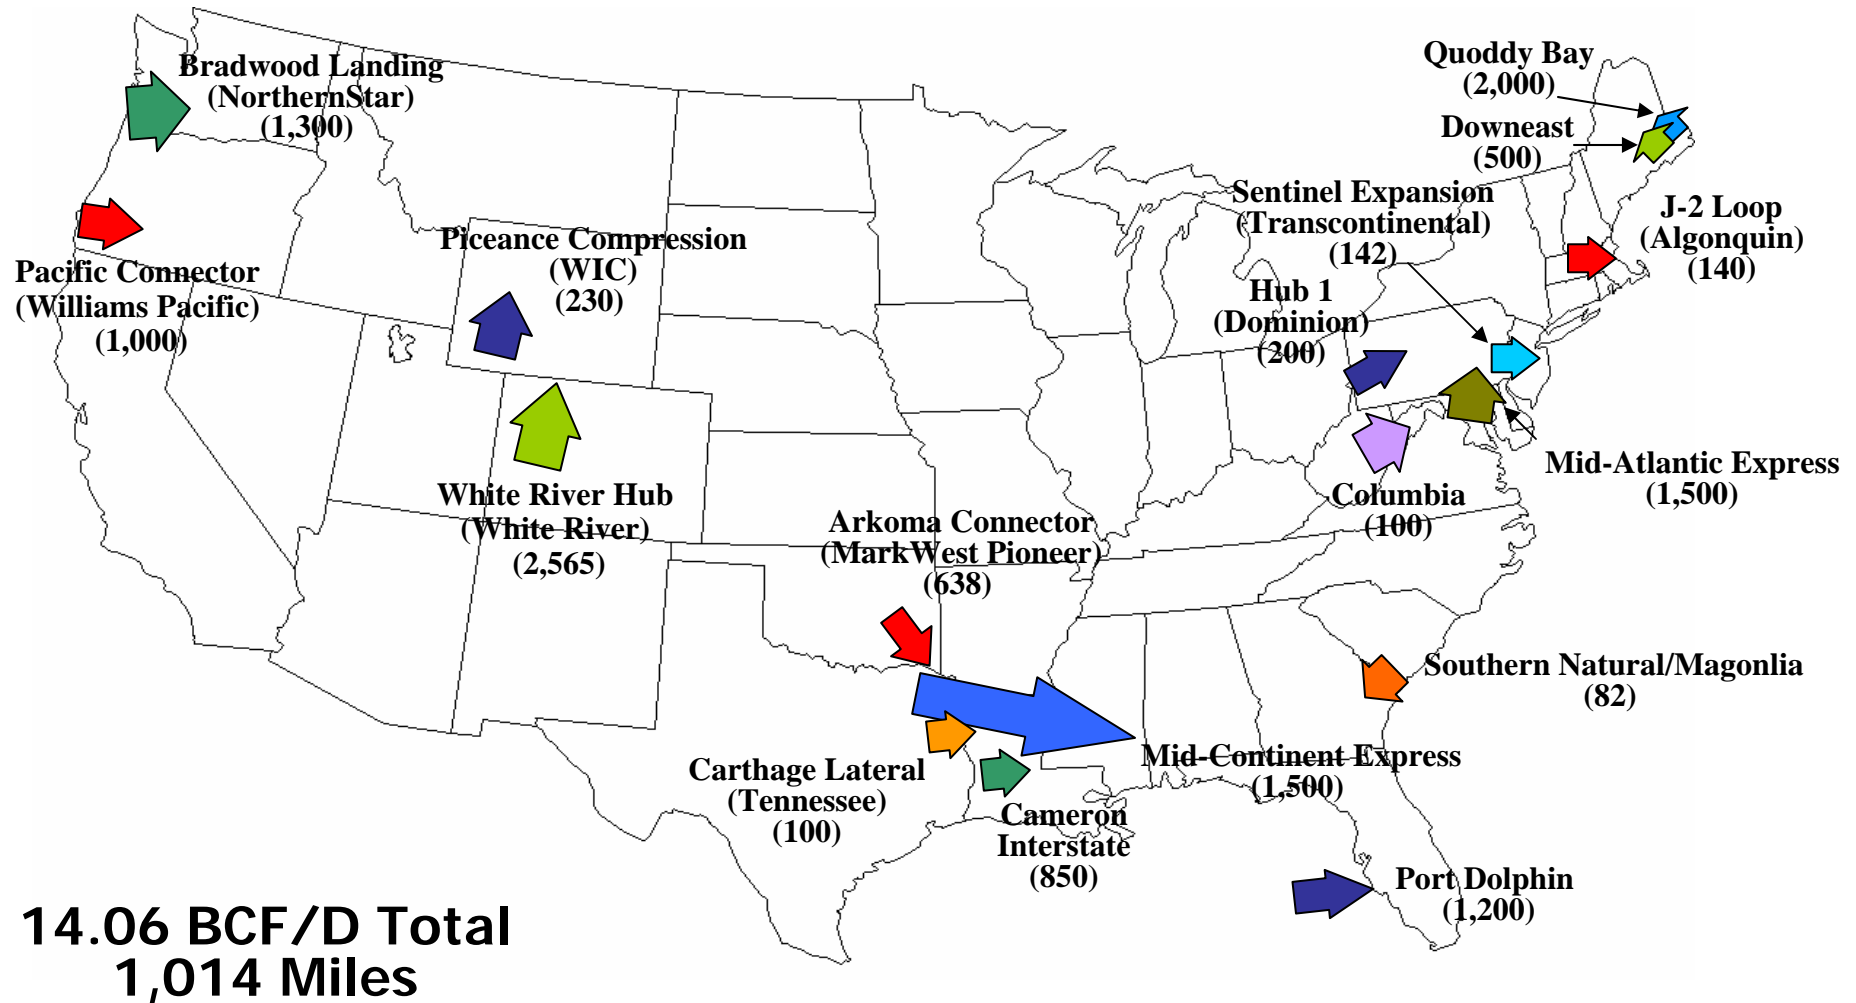 Bradwood Landing
(NorthernStar)
(1,300)
Pacific Connector
(Williams Pacific)
(1,000)
Piceance Compression
(WIC)
(230)
White River Hub
(White River)
(2,565)
Arkoma Connector
(MarkWest Pioneer)
(638)
Carthage Lateral
(Tennessee)
(100)
Cameron
Interstate
(850)
Mid-Continent Express
(1,500)
Quoddy Bay
(2,000)
Downeast
(500)
Sentinel Expansion
(Transcontinental)
(142)
Hub 1
(Dominion)
(200)
J-2 Loop
(Algonquin)
(140)
Mid-Atlantic Express
(1,500)
Columbia
(100)
Southern Natural/Magonlia
(82)
Port Dolphin
(1,200)
14.06 BCF/D Total
1,014 Miles